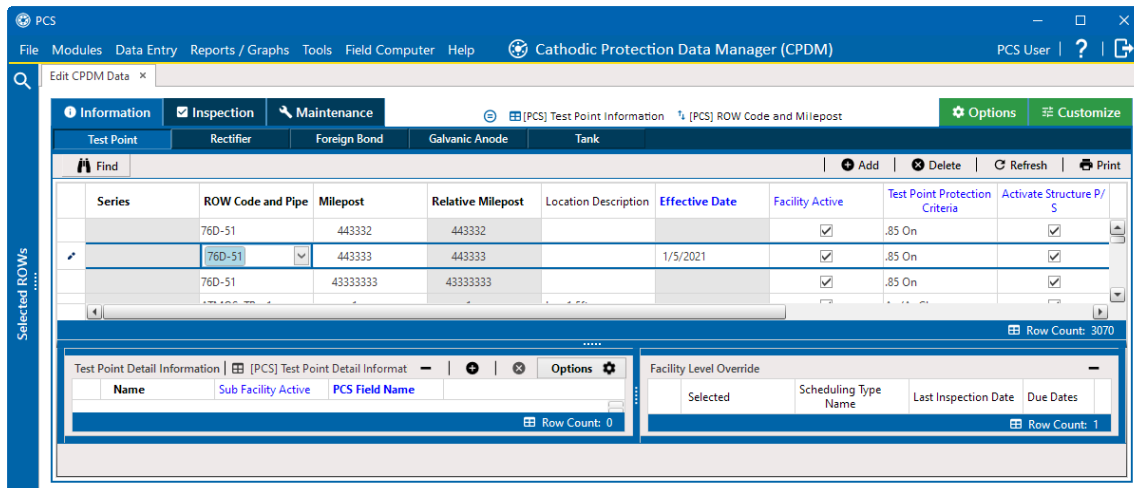 PCS
File Modules Data Entry Reports / Graphs Tools Field Computer Help Cathodic Protection Data Manager (CPDM) PCS User | ? |
Edit CPDM Data ×
Information Inspection Maintenance [PCS] Test Point Information [PCS] ROW Code and Milepost Options Customize
Test Point Rectifier Foreign Bond Galvanic Anode Tank
Find | Add | Delete | Refresh | Print
Series ROW Code and Pipe Milepost Relative Milepost Location Description Effective Date Facility Active Test Point Protection Activate Structure P/
Criteria S
76D-51 443332 443332 .85 On
76D-51 443333 443333 1/5/2021 .85 On
76D-51 43333333 43333333 .85 On
Selected ROWs
Row Count: 3070
Test Point Detail Information | [PCS] Test Point Detail Informat Options
Name Sub Facility Active PCS Field Name
Row Count: 0
Facility Level Override
Selected Scheduling Type Last Inspection Date Due Dates
Name
Row Count: 1